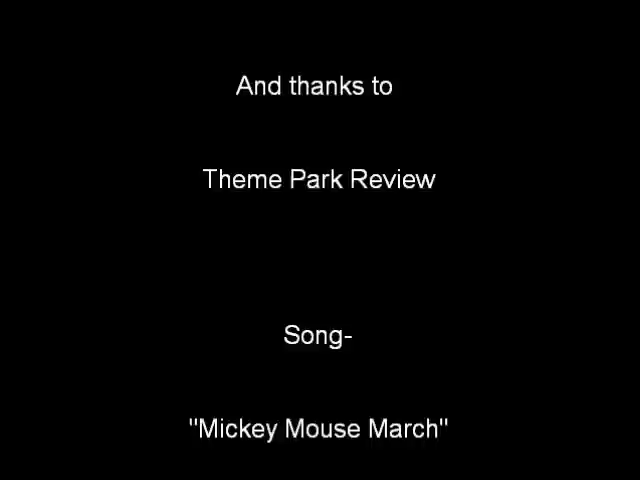 And thanks to
Theme Park Review
Song-
"Mickey Mouse March"